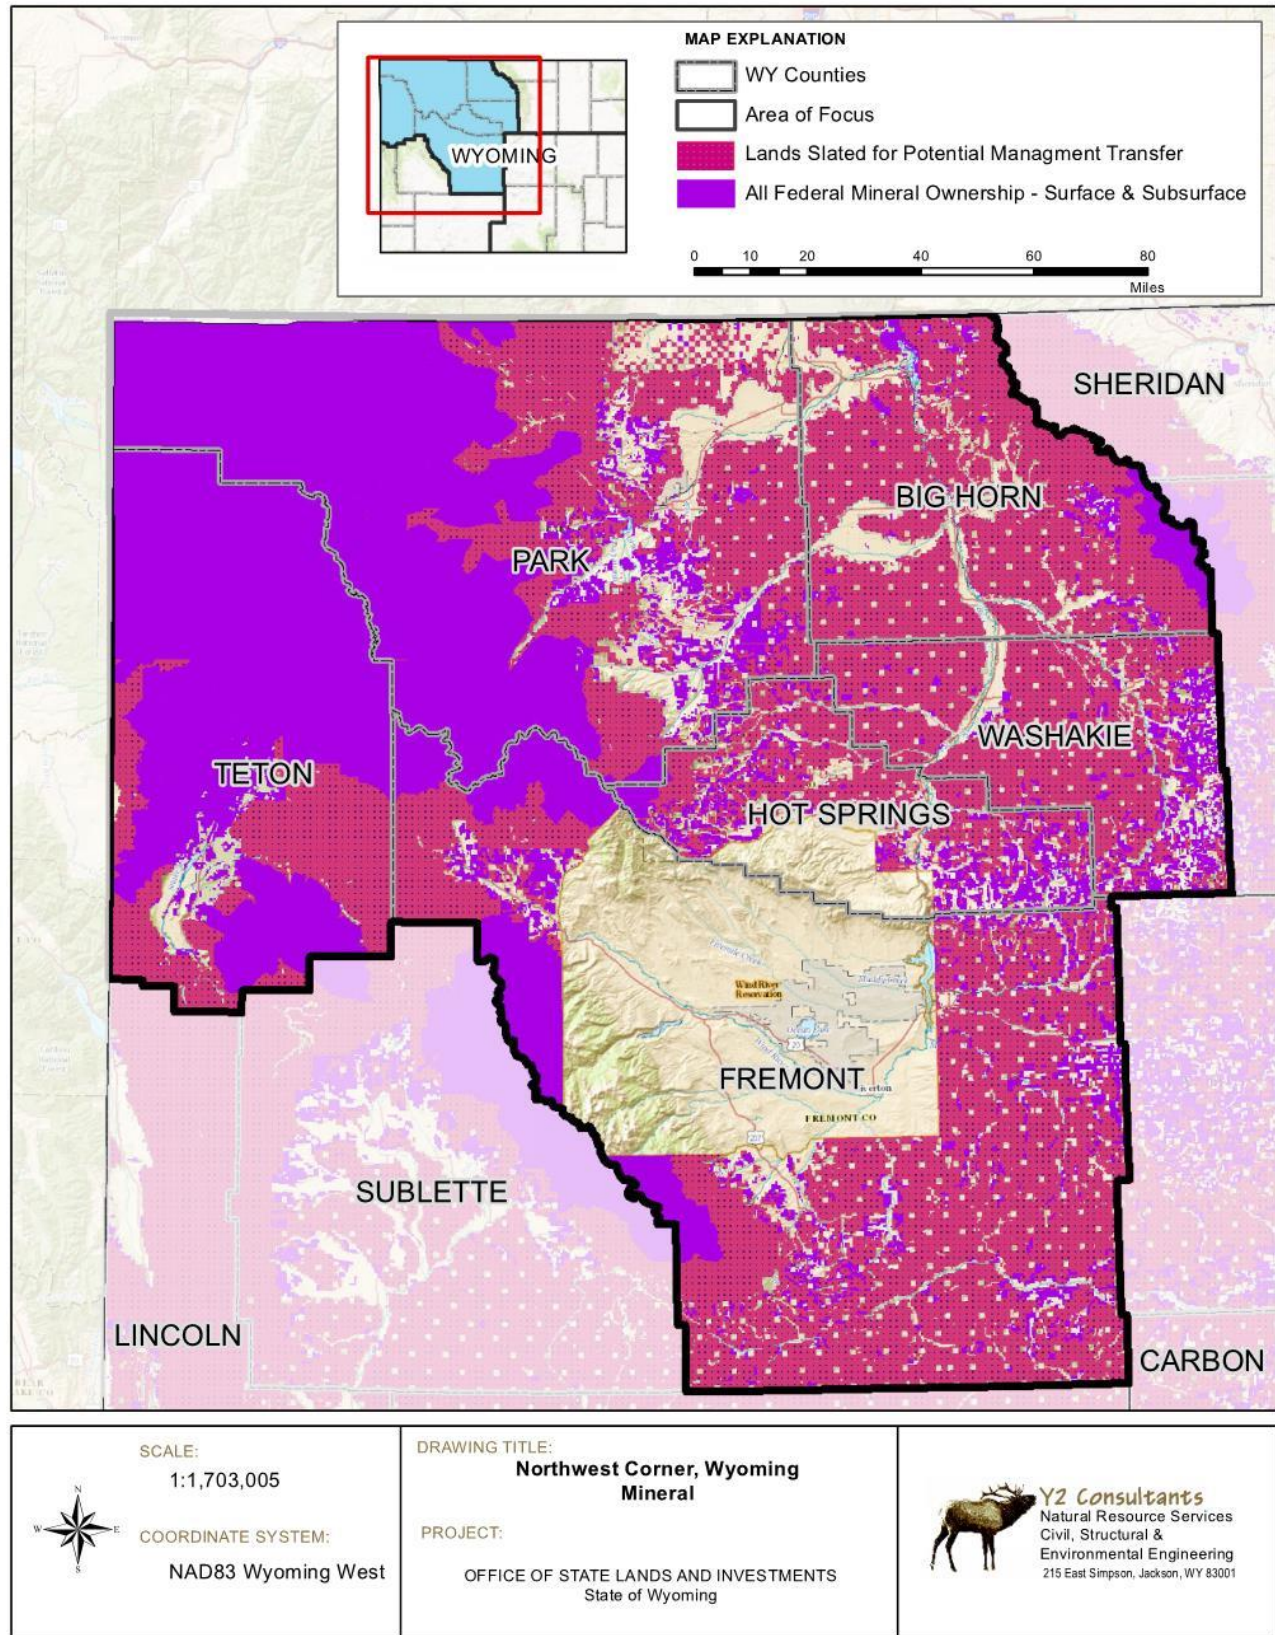 MAP EXPLANATION
WY Counties
Area of Focus
Lands Slated for Potential Managment Transfer
All Federal Mineral Ownership - Surface & Subsurface
WYOMING
0 10 20 40 60 80
Miles
SHERIDAN
BIG HORN
PARK
WASHAKIE
TETON
HOT SPRINGS
Wind River
Reservation
FREMONT
erton
FREMONT CO
SUBLETTE
LINCOLN
CARBON
SCALE:
1:1,703,005
COORDINATE SYSTEM:
NAD83 Wyoming West
N
W E
S
DRAWING TITLE:
Northwest Corner, Wyoming
Mineral
PROJECT:
OFFICE OF STATE LANDS AND INVESTMENTS
State of Wyoming
Y2 Consultants
Natural Resource Services
Civil, Structural &
Environmental Engineering
215 East Simpson, Jackson, WY 83001